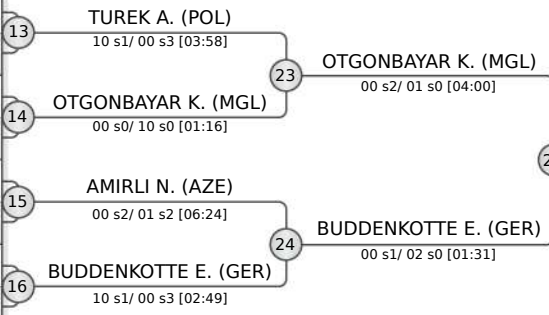 TUREK A. (POL)
13
10 s1/ 00 s3 [03:58]
23
OTGONBAYAR K. (MGL)
00 s2/ 01 s0 [04:00]
OTGONBAYAR K. (MGL)
14
00 s0/ 10 s0 [01:16]
AMIRLI N. (AZE)
15
00 s2/ 01 s2 [06:24]
24
BUDDENKOTTE E. (GER)
00 s1/ 02 s0 [01:31]
BUDDENKOTTE E. (GER)
16
10 s1/ 00 s3 [02:49]